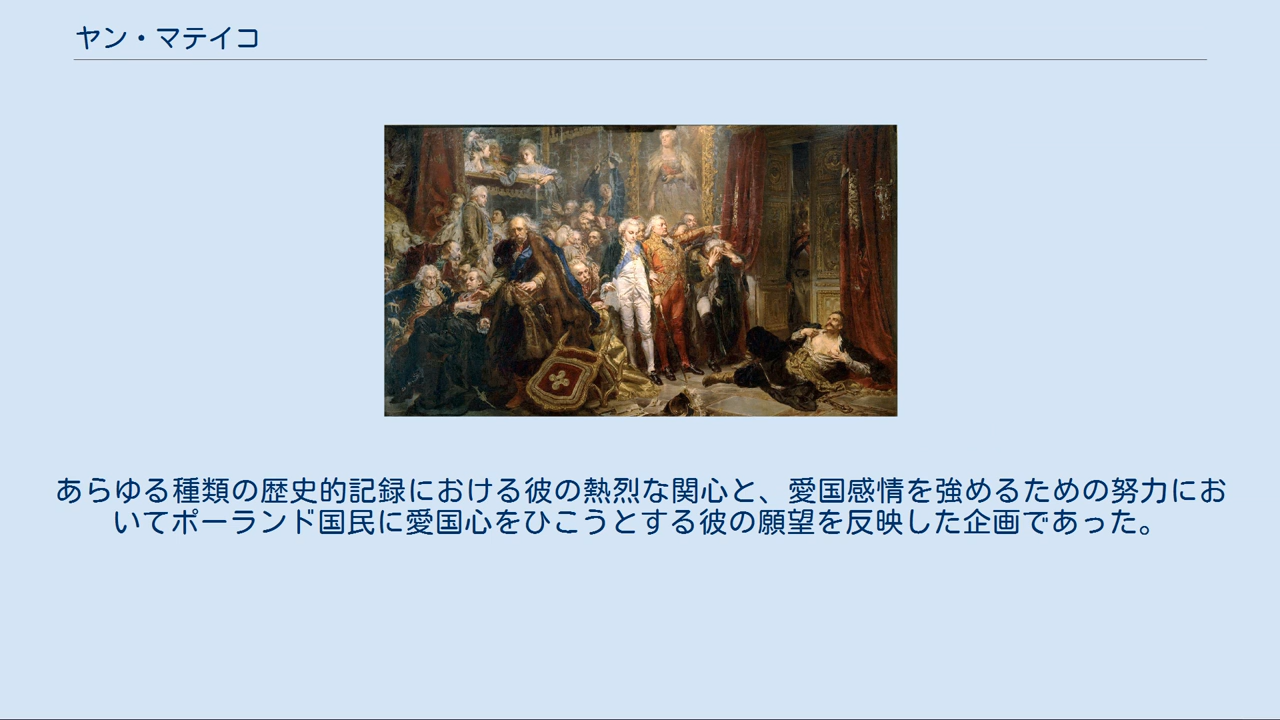 ヤン・マテイコ
あらゆる種類の歴史的記録における彼の熱烈な関心と、愛国感情を強めるための努力にお
いてポーランド国民に愛国心をひこうとする彼の願望を反映した企画であった。